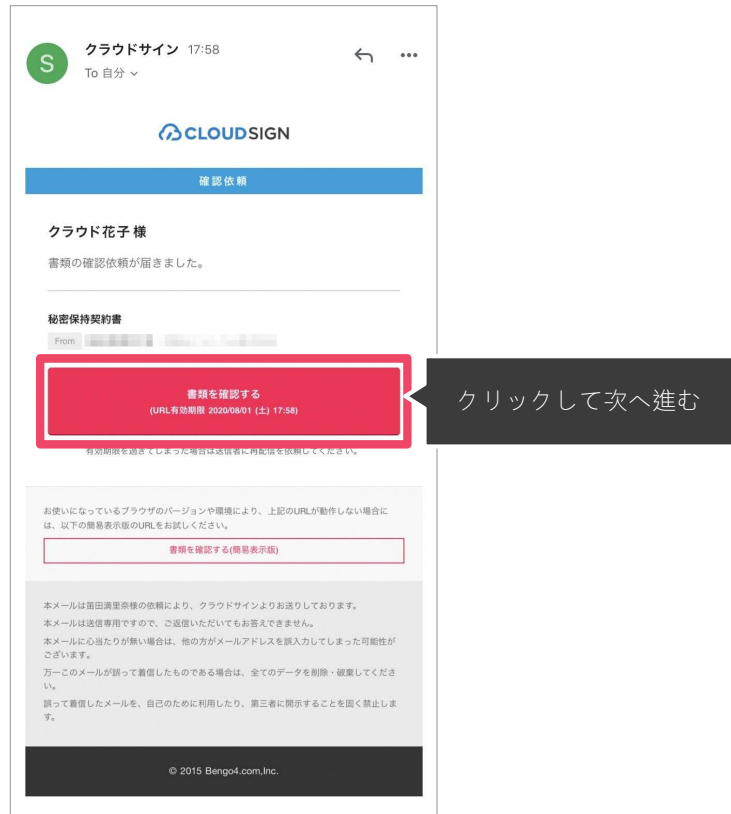 S
クラウドサイン 17:58
To 自分
CLOUDSIGN
確認依頼
クラウド花子 様
書類の確認依頼が届きました。
秘密保持契約書
From
書類を確認する
(URL有効期限 2020/08/01 (土) 17:58)
クリックして次へ進む
有効期限を過ぎてしまった場合は送信者に再配信を依頼してください。
お使いになっているブラウザのバージョンや環境により、上記のURLが動作しない場合に
は、以下の簡易表示版のURLをお試しください。
書類を確認する(簡易表示版)
本メールは笛田満里奈様の依頼により、クラウドサインよりお送りしております。
本メールは送信専用ですので、ご返信いただいてもお答えできません。
本メールに心当たりが無い場合は、他の方がメールアドレスを誤入力してしまった可能性が
ございます。
万一このメールが誤って着信したものである場合は、全てのデータを削除・破棄してくださ
い。
誤って着信したメールを、自己のために利用したり、第三者に開示することを固く禁止しま
す。
© 2015 Bengo4.com,Inc.